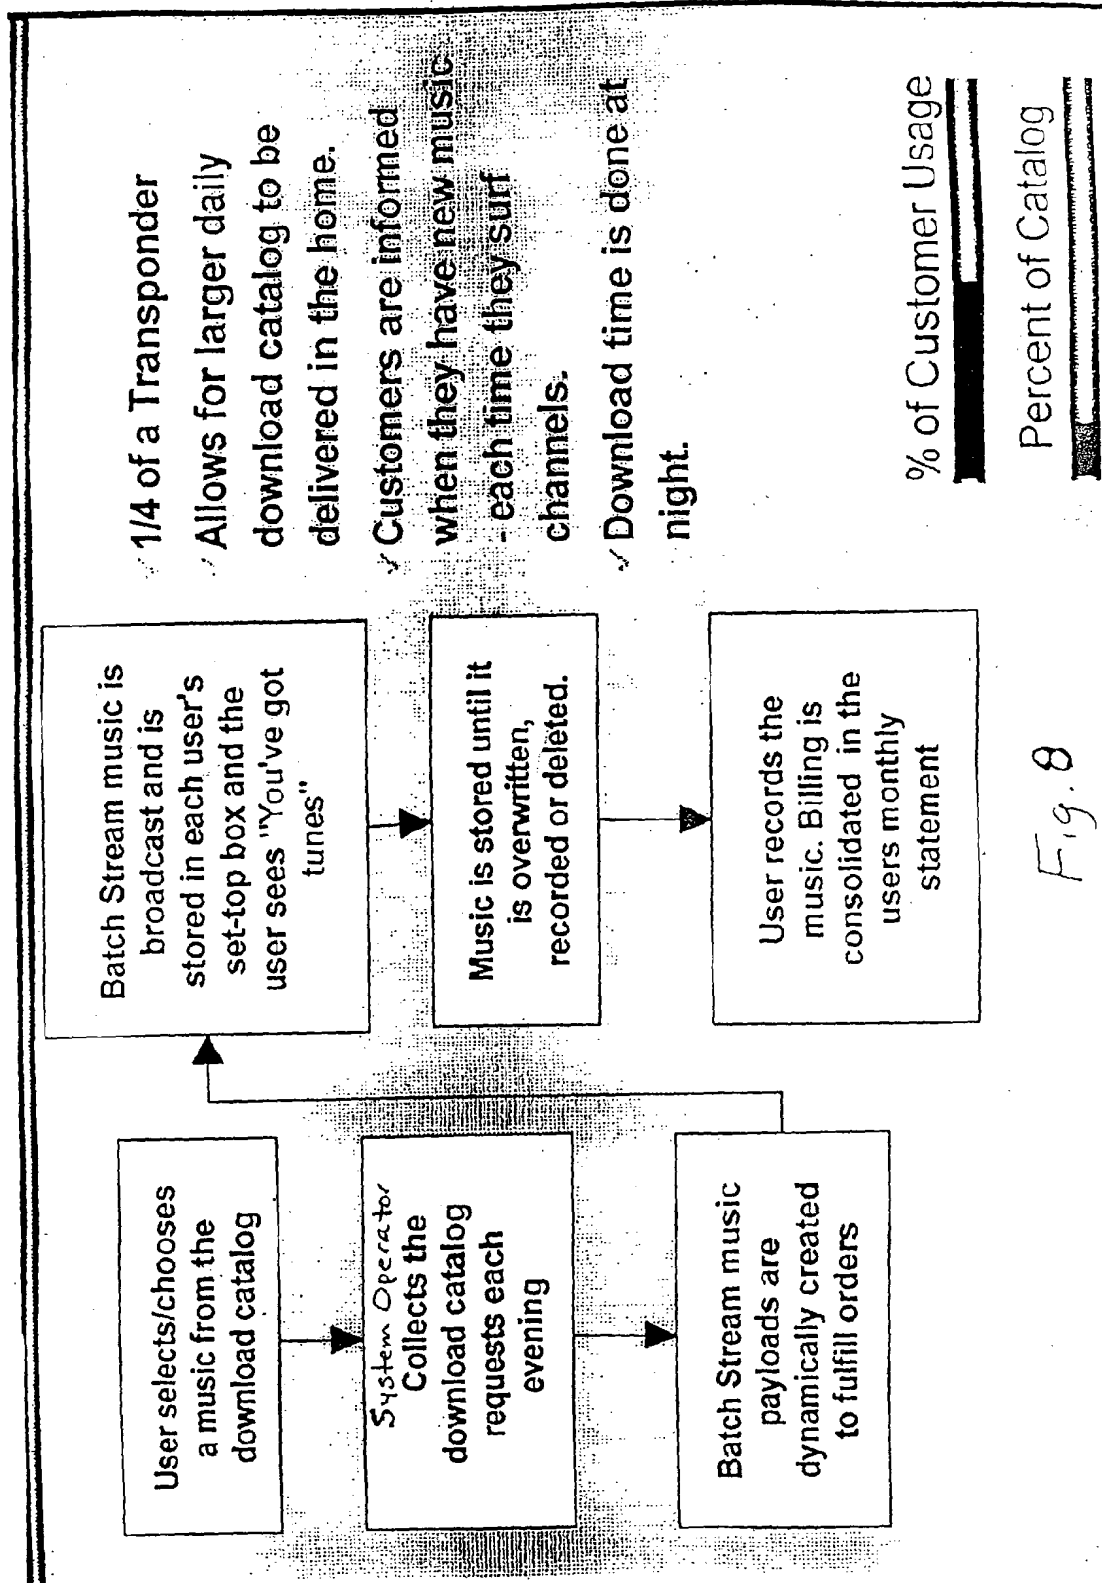 User selects/chooses
a music from the
download catalog
System Operator
Collects the
download catalog
requests each
evening
Batch Stream music
payloads are
dynamically created
to fulfill orders
Batch Stream music is
broadcast and is
stored in each user's
set-top box and the
user sees "You've got
tunes"
Music is stored until it
is overwritten,
recorded or deleted.
User records the
music. Billing is
consolidated in the
users monthly
statement
✓ 1/4 of a Transponder
✓ Allows for larger daily
download catalog to be
delivered in the home.
✓ Customers are informed
when they have new music
- each time they surf
channels.
✓ Download time is done at
night.
% of Customer Usage
Percent of Catalog
Fig. 8